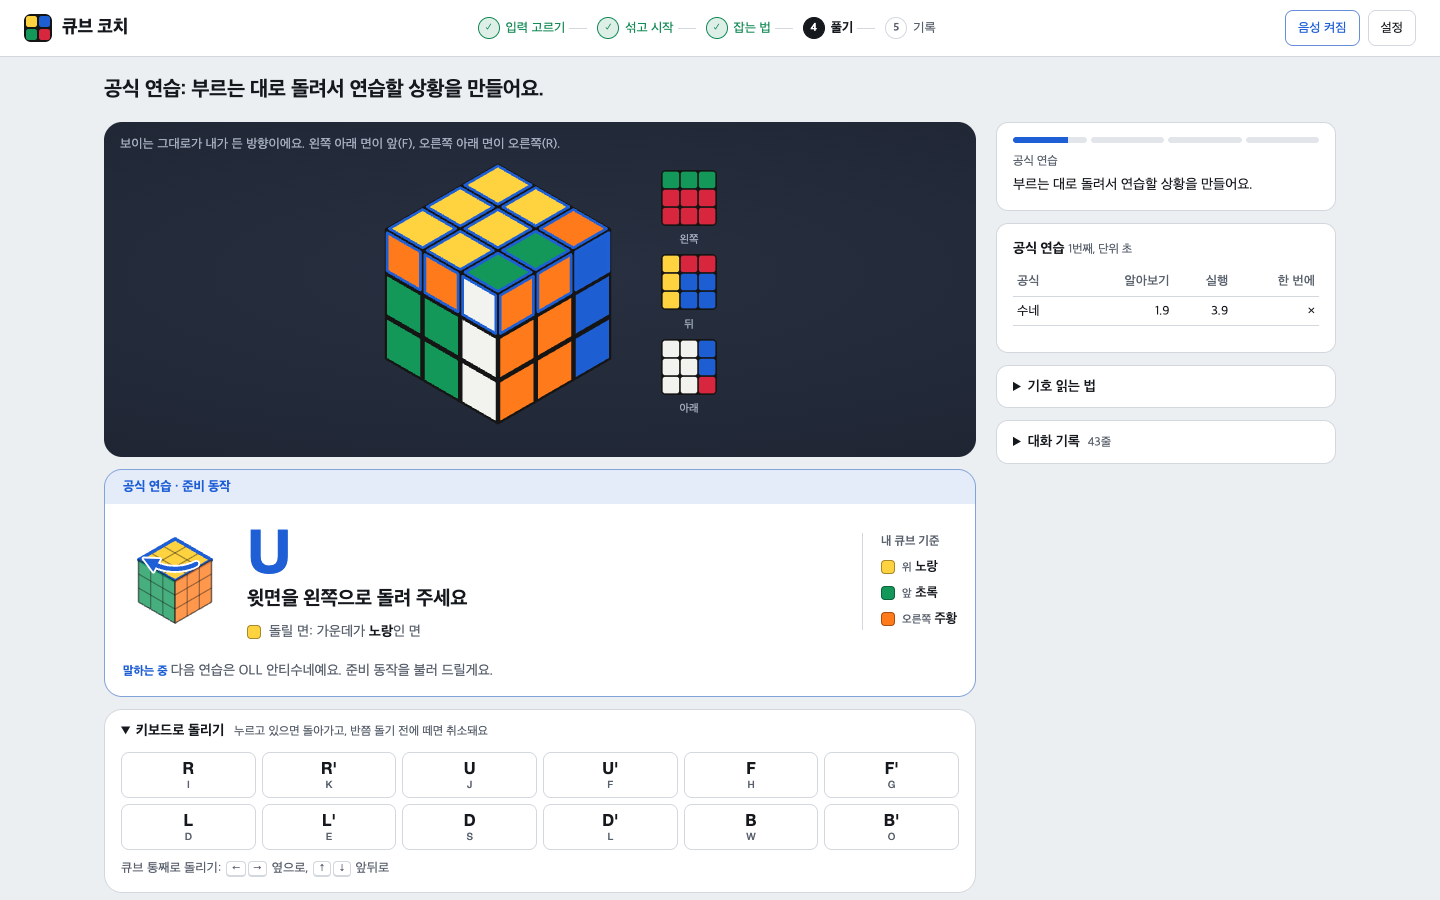 큐브 코치
✓ 입력 고르기
✓ 섞고 시작
✓ 잡는 법
4 풀기
5 기록
음성 켜짐
설정
공식 연습: 부르는 대로 돌려서 연습할 상황을 만들어요.
보이는 그대로가 내가 든 방향이에요. 왼쪽 아래 면이 앞(F), 오른쪽 아래 면이 오른쪽(R).
왼쪽
뒤
아래
공식 연습
부르는 대로 돌려서 연습할 상황을 만들어요.
공식 연습 1번째, 단위 초
공식 알아보기 실행 한 번에
수네 1.9 3.9 ×
▶ 기호 읽는 법
▶ 대화 기록 43줄
공식 연습 · 준비 동작
U
윗면을 왼쪽으로 돌려 주세요
돌릴 면: 가운데가 노랑인 면
내 큐브 기준
위 노랑
앞 초록
오른쪽 주황
말하는 중 다음 연습은 OLL 안티수네예요. 준비 동작을 불러 드릴게요.
▼ 키보드로 돌리기 누르고 있으면 돌아가고, 반쯤 돌기 전에 떼면 취소돼요
R R' U U' F F'
I K J F H G
L L' D D' B B'
D E S L W O
큐브 통째로 돌리기: ← → 옆으로, ↑ ↓ 앞뒤로